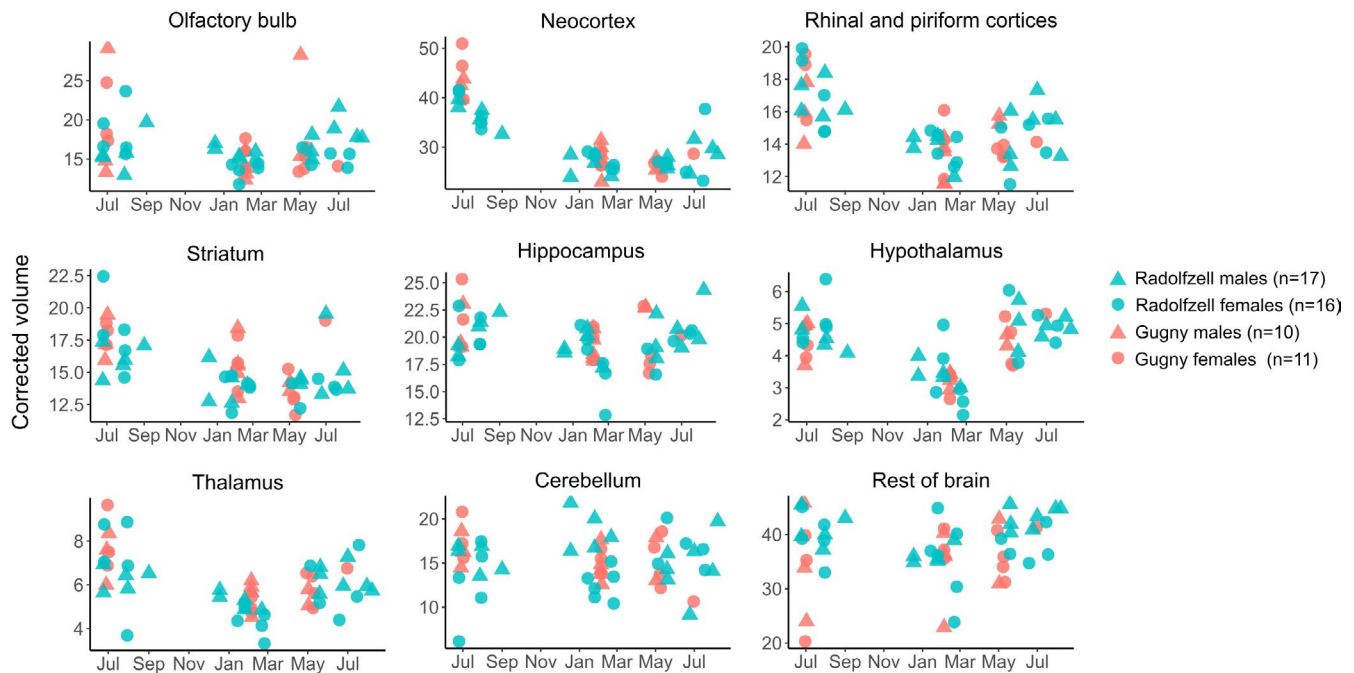 Olfactory bulb
Neocortex
Rhinal and piriform cortices
25
20
15
Jul Sep Nov Jan Mar May Jul
50
40
30
Jul Sep Nov Jan Mar May Jul
20
18
16
14
12
Jul Sep Nov Jan Mar May Jul
Corrected volume
Striatum
Hippocampus
Hypothalamus
22.5
20.0
17.5
15.0
12.5
Jul Sep Nov Jan Mar May Jul
25.0
22.5
20.0
17.5
15.0
12.5
Jul Sep Nov Jan Mar May Jul
6
5
4
3
2
Jul Sep Nov Jan Mar May Jul
Radolfzell males (n=17)
Radolfzell females (n=16)
Gugny males (n=10)
Gugny females (n=11)
Thalamus
Cerebellum
Rest of brain
8
6
4
Jul Sep Nov Jan Mar May Jul
20
15
10
Jul Sep Nov Jan Mar May Jul
40
30
20
Jul Sep Nov Jan Mar May Jul